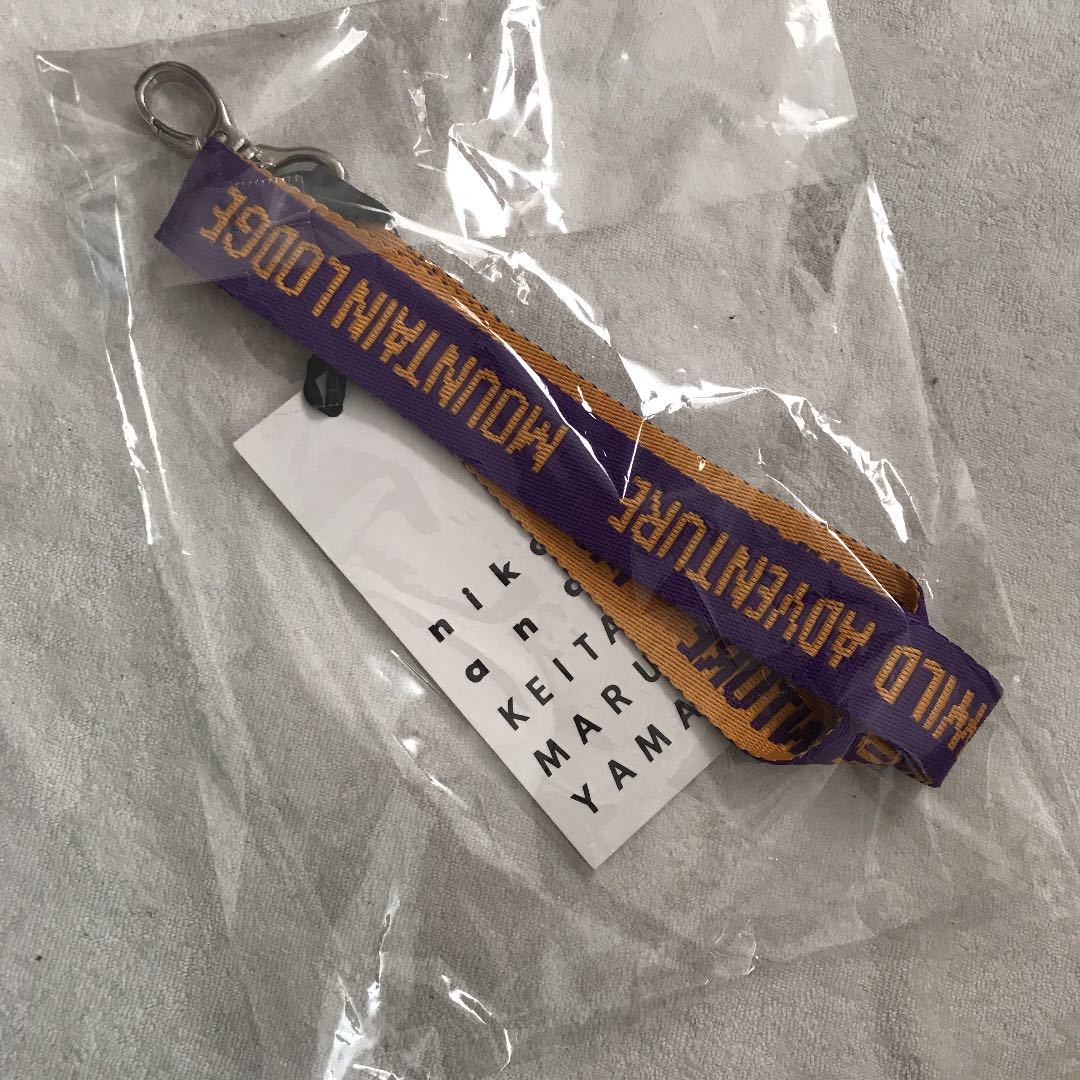 WILD ADVENTURE MOUNTAIN LODGE
niko
and
KEITA
MARU
YAMA